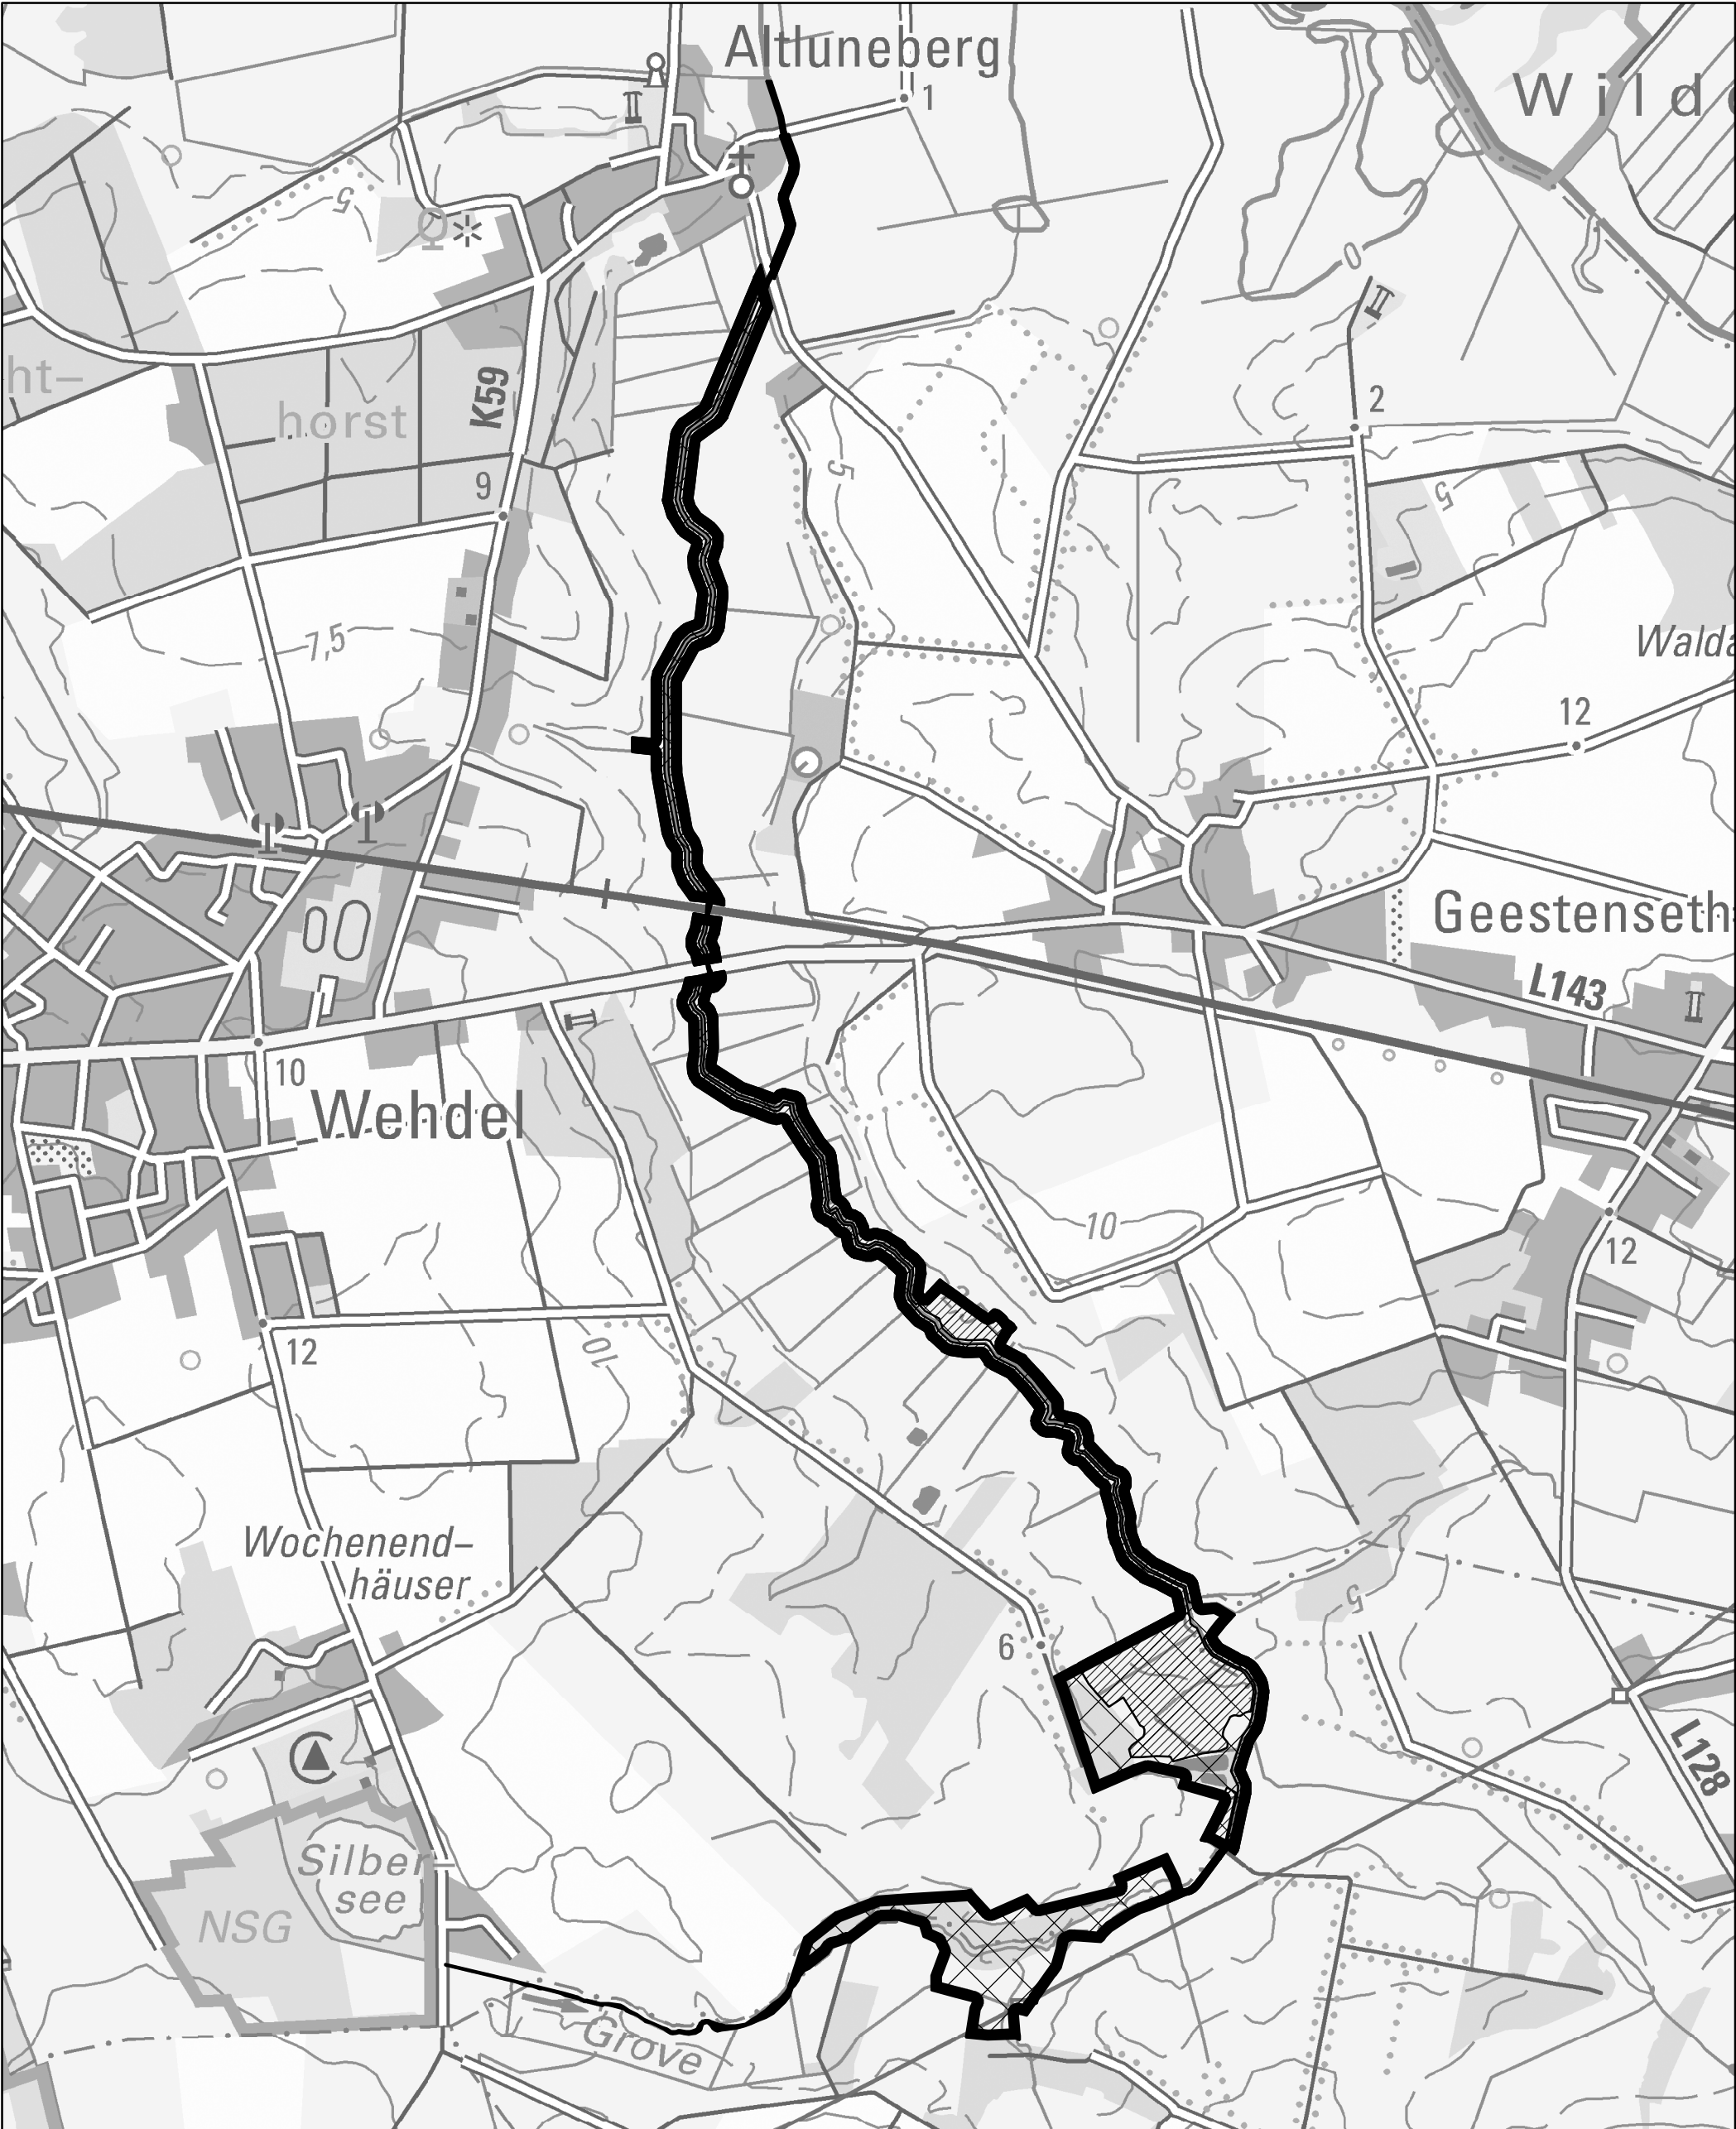 Altluneberg
1
Wild
5
ht–
horst
K59
2
9
5
5
7,5
Walda
12
Geestenseth
L143
10
Wehdel
10
12
12
10
Wochenend–
häuser
5
6
L128
Silber–
see
NSG
Grove